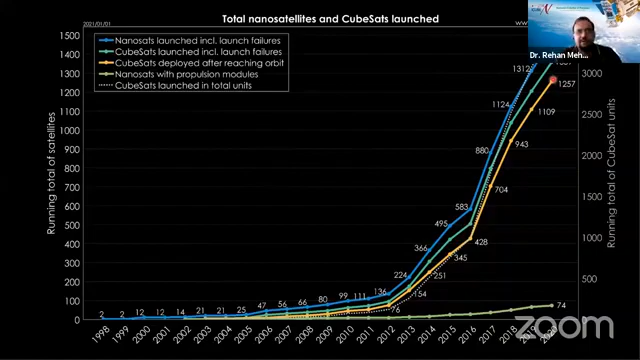 2021/01/01
Total nanosatellites and CubeSats launched
www
Dr. Rehan Meh...
Nanosats launched incl. launch failures
CubeSats launched incl. launch failures
CubeSats deployed after reaching orbit
Nanosats with propulsion modules
CubeSats launched in total units
Running total of satellites
1500
1400
1300
1200
1100
1000
900
800
700
600
500
400
300
200
100
0
2 2 12 12 14 21 21 25 47 56 66 80 99 111 136 224 366 495 583 880 1124 1312
76 154 251 345 428 704 943 1109 1257
74
3000
2000
1000
500
0
Running total of CubeSat units
1998 1999 2000 2001 2002 2003 2004 2005 2006 2007 2008 2009 2010 2011 2012 2013 2014 2015 2016 2017 2018 2019 2020
zoom